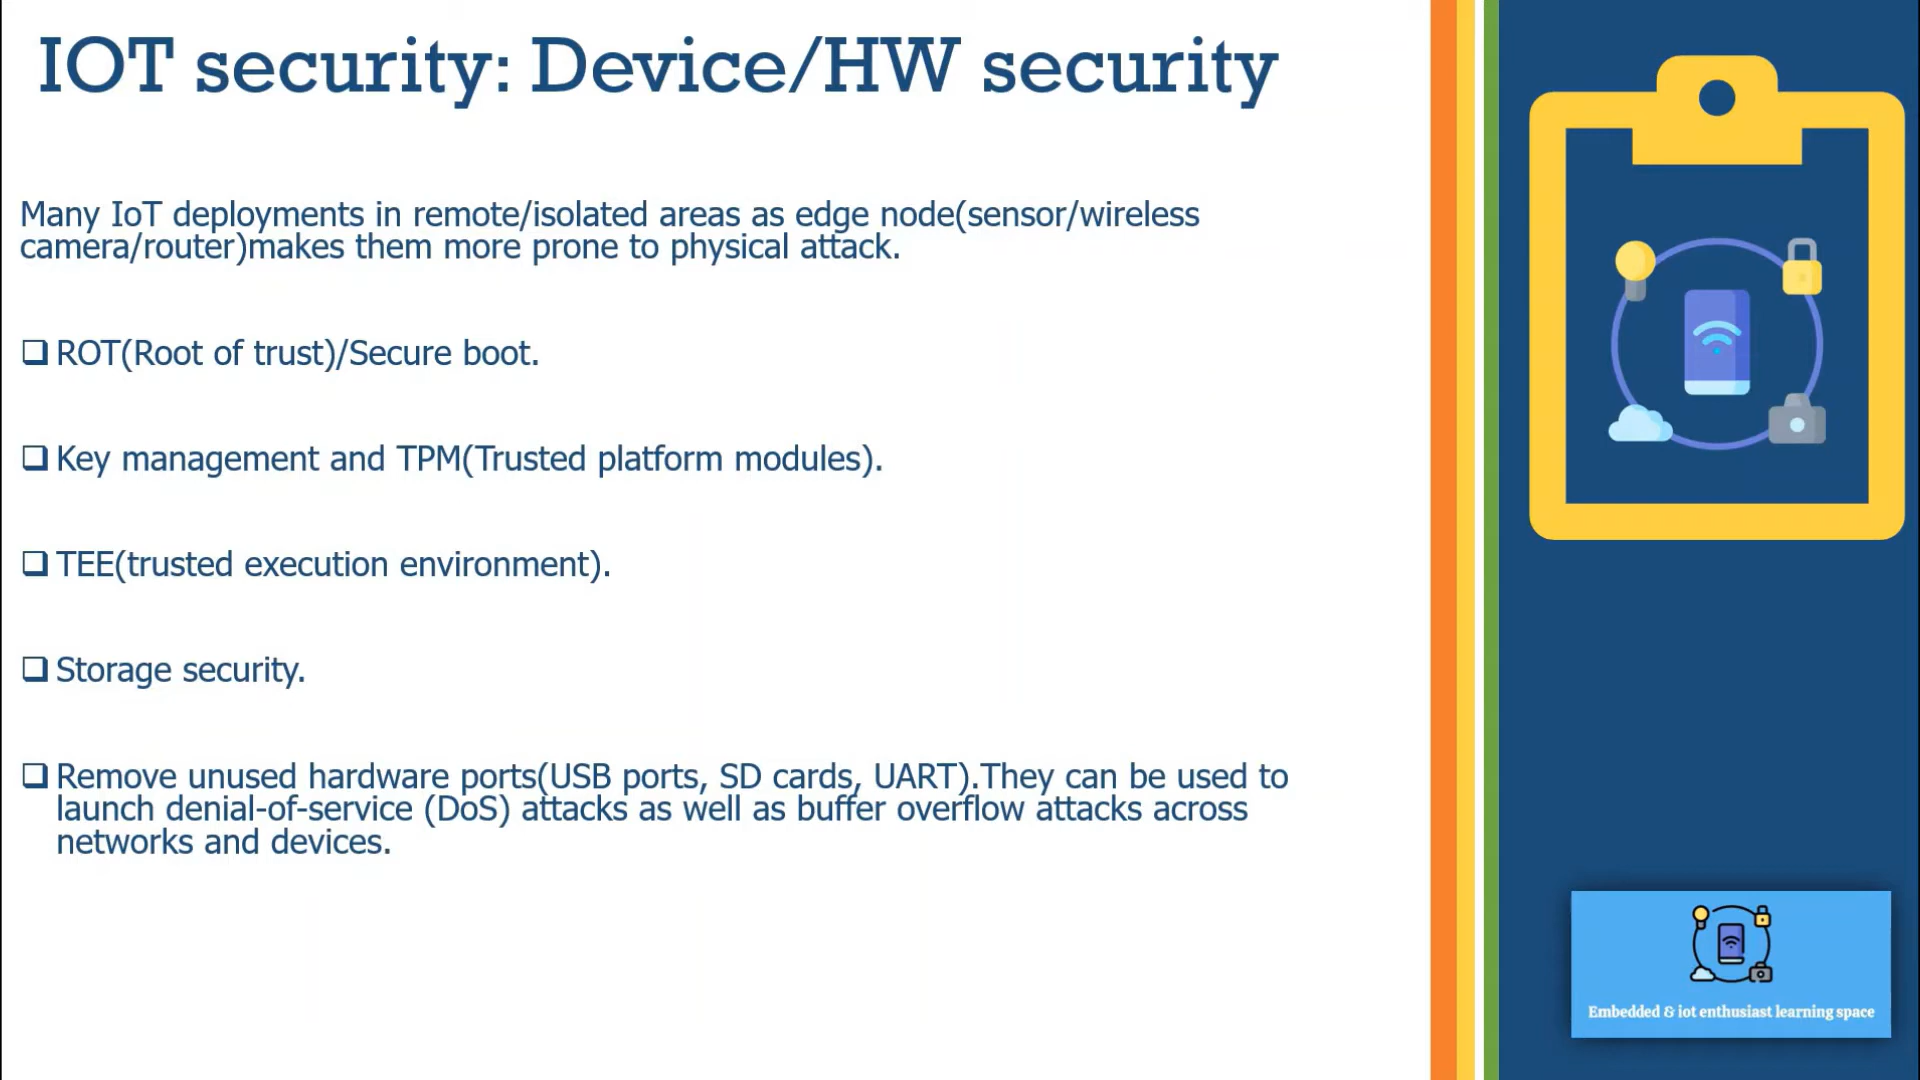 IOT security: Device/HW security
Many IoT deployments in remote/isolated areas as edge node(sensor/wireless
camera/router)makes them more prone to physical attack.
ROT(Root of trust)/Secure boot.
Key management and TPM(Trusted platform modules).
TEE(trusted execution environment).
Storage security.
Remove unused hardware ports(USB ports, SD cards, UART).They can be used to
launch denial-of-service (DoS) attacks as well as buffer overflow attacks across
networks and devices.
Embedded & iot enthusiast learning space